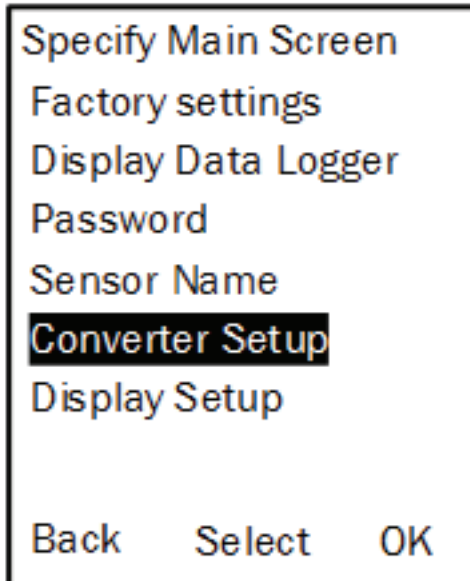 Specify Main Screen
Factory settings
Display Data Logger
Password
Sensor Name
Converter Setup
Display Setup
Back Select OK